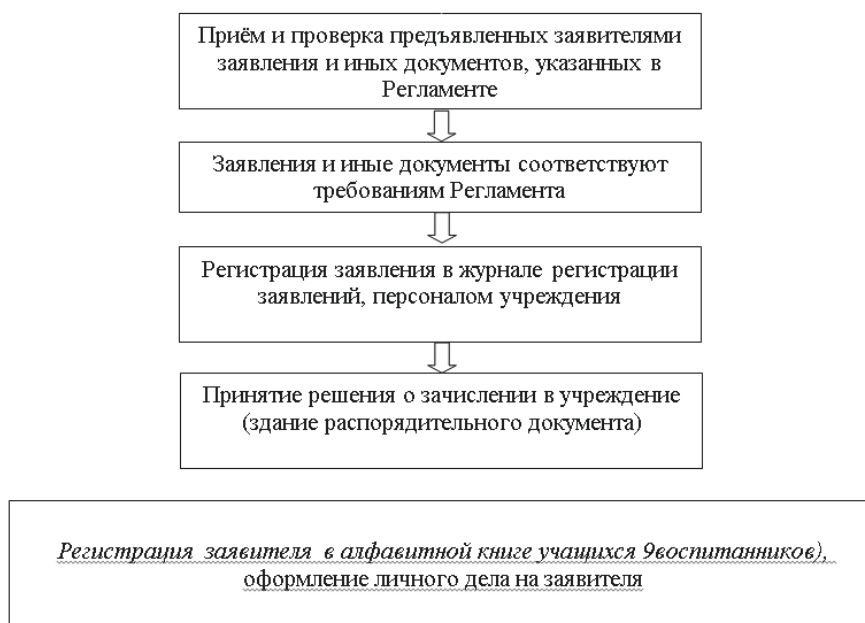 Приём и проверка предъявленных заявителями
заявления и иных документов, указанных в
Регламенте
Заявления и иные документы соответствуют
требованиям Регламента
Регистрация заявления в журнале регистрации
заявлений, персоналом учреждения
Принятие решения о зачислении в учреждение
(здание распорядительного документа)
Регистрация заявителя в алфавитной книге учащихся 9воспитанников),
оформление личного дела на заявителя